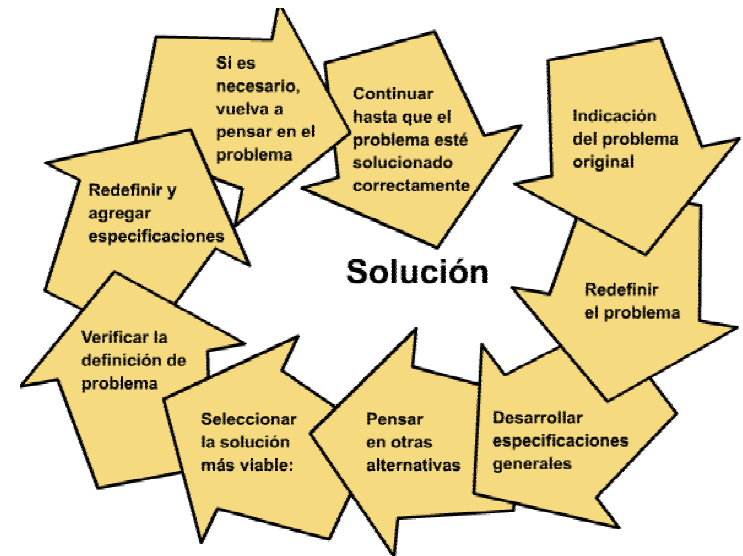 Indicación
del problema
original
Redefinir
el problema
Desarrollar
especificaciones
generales
Pensar
en otras
alternativas
Seleccionar
la solución
más viable:
Verificar la
definición de
problema
Redefinir y
agregar
especificaciones
Si es
necesario,
vuelva a
pensar en el
problema
Continuar
hasta que el
problema esté
solucionado
correctamente
Solución